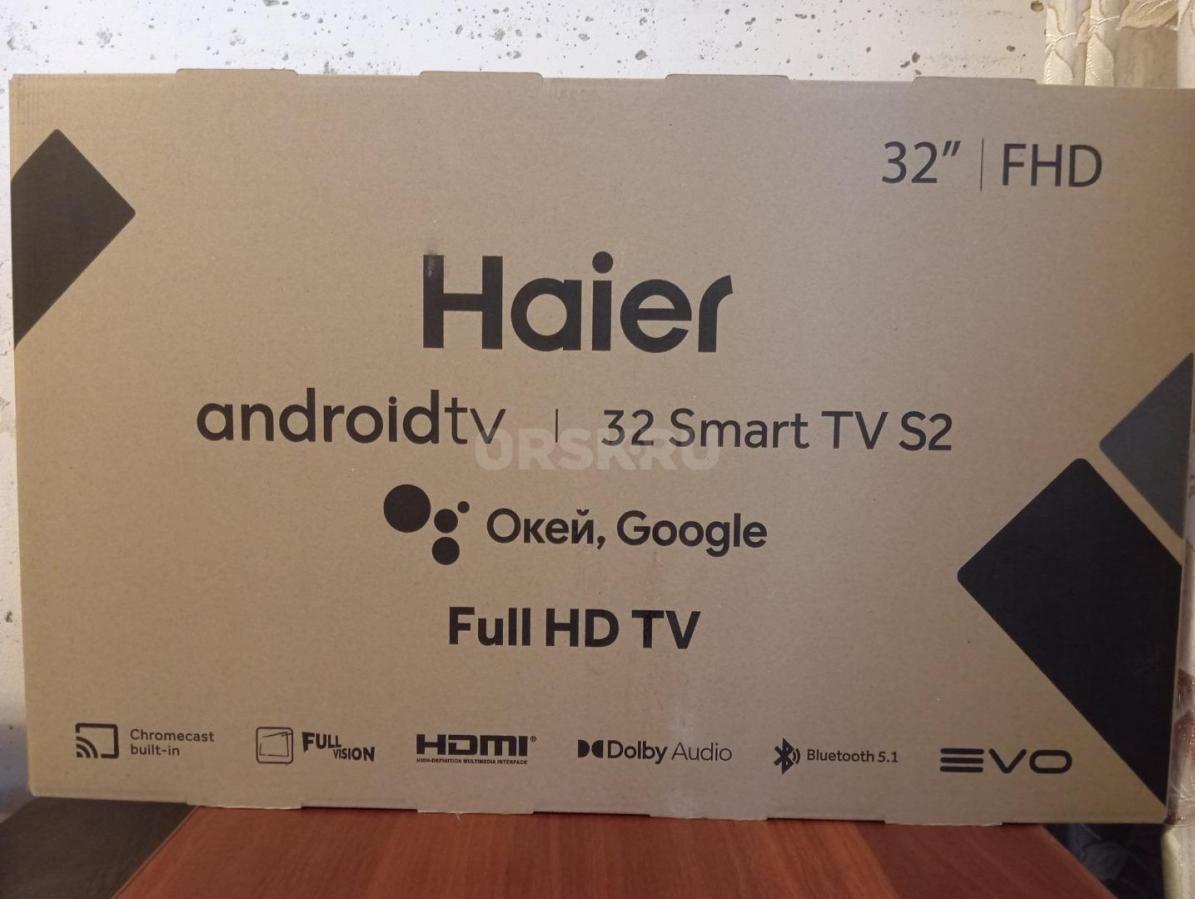 32" | FHD
Haier
androidtv | 32 Smart TV S2
ORSK.RU
Окей, Google
Full HD TV
Chromecast
built-in
FULL
VISION
HDMI®
HIGH-DEFINITION MULTIMEDIA INTERFACE
Dolby Audio
Bluetooth 5.1
EVO